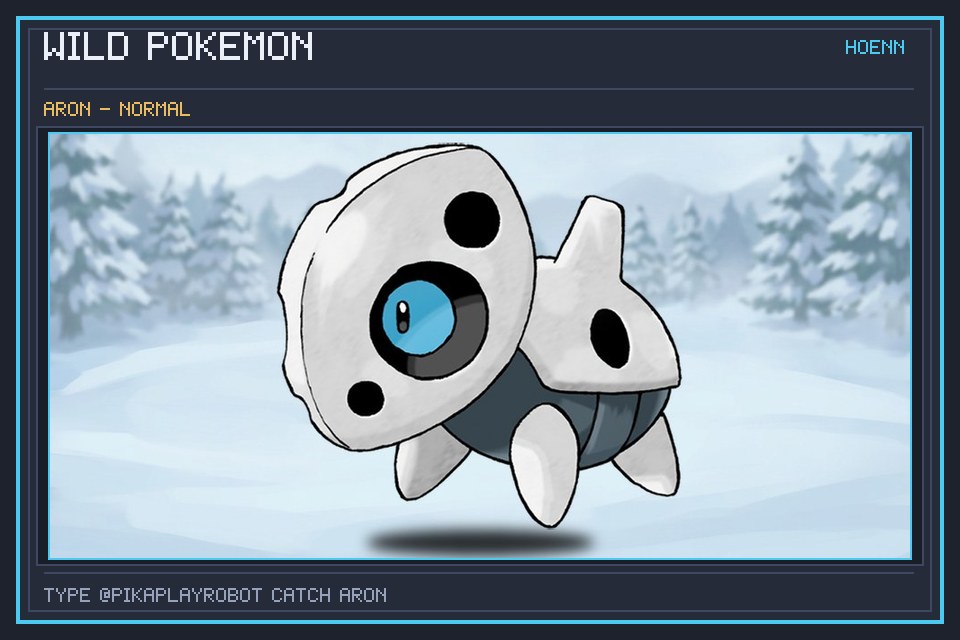 WILD POKEMON
HOENN
ARON - NORMAL
TYPE @PIKAPLAYROBOT CATCH ARON